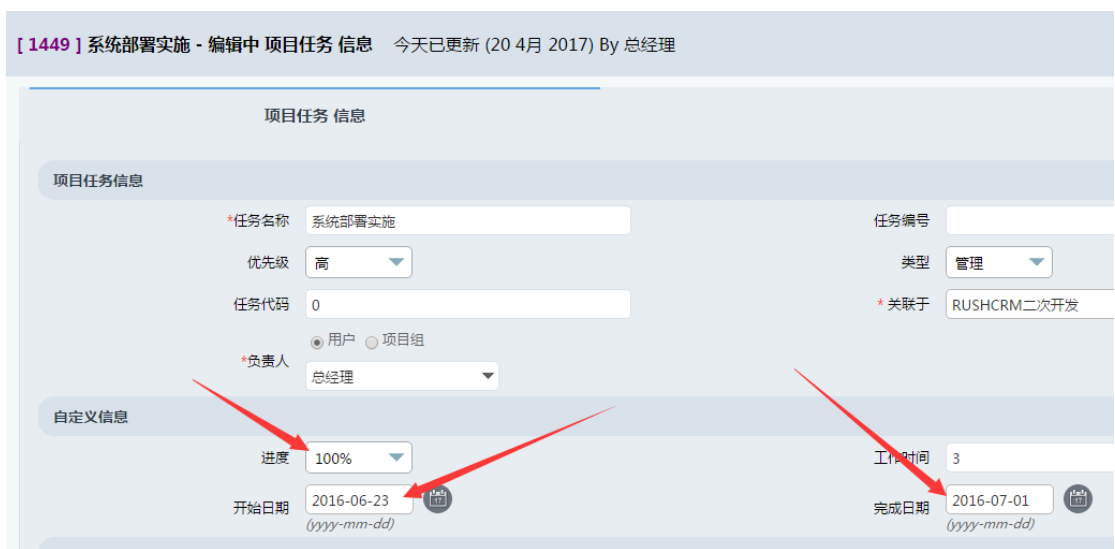 [ 1449 ] 系统部署实施 - 编辑中 项目任务 信息 今天已更新 (20 4月 2017) By 总经理
项目任务 信息
项目任务信息
*任务名称 系统部署实施 任务编号
优先级 高 类型 管理
任务代码 0 * 关联于 RUSHCRM二次开发
用户 项目组
*负责人
总经理
自定义信息
进度 100% 工作时间 3
开始日期 2016-06-23 17 完成日期 2016-07-01 17
(yyyy-mm-dd) (yyyy-mm-dd)